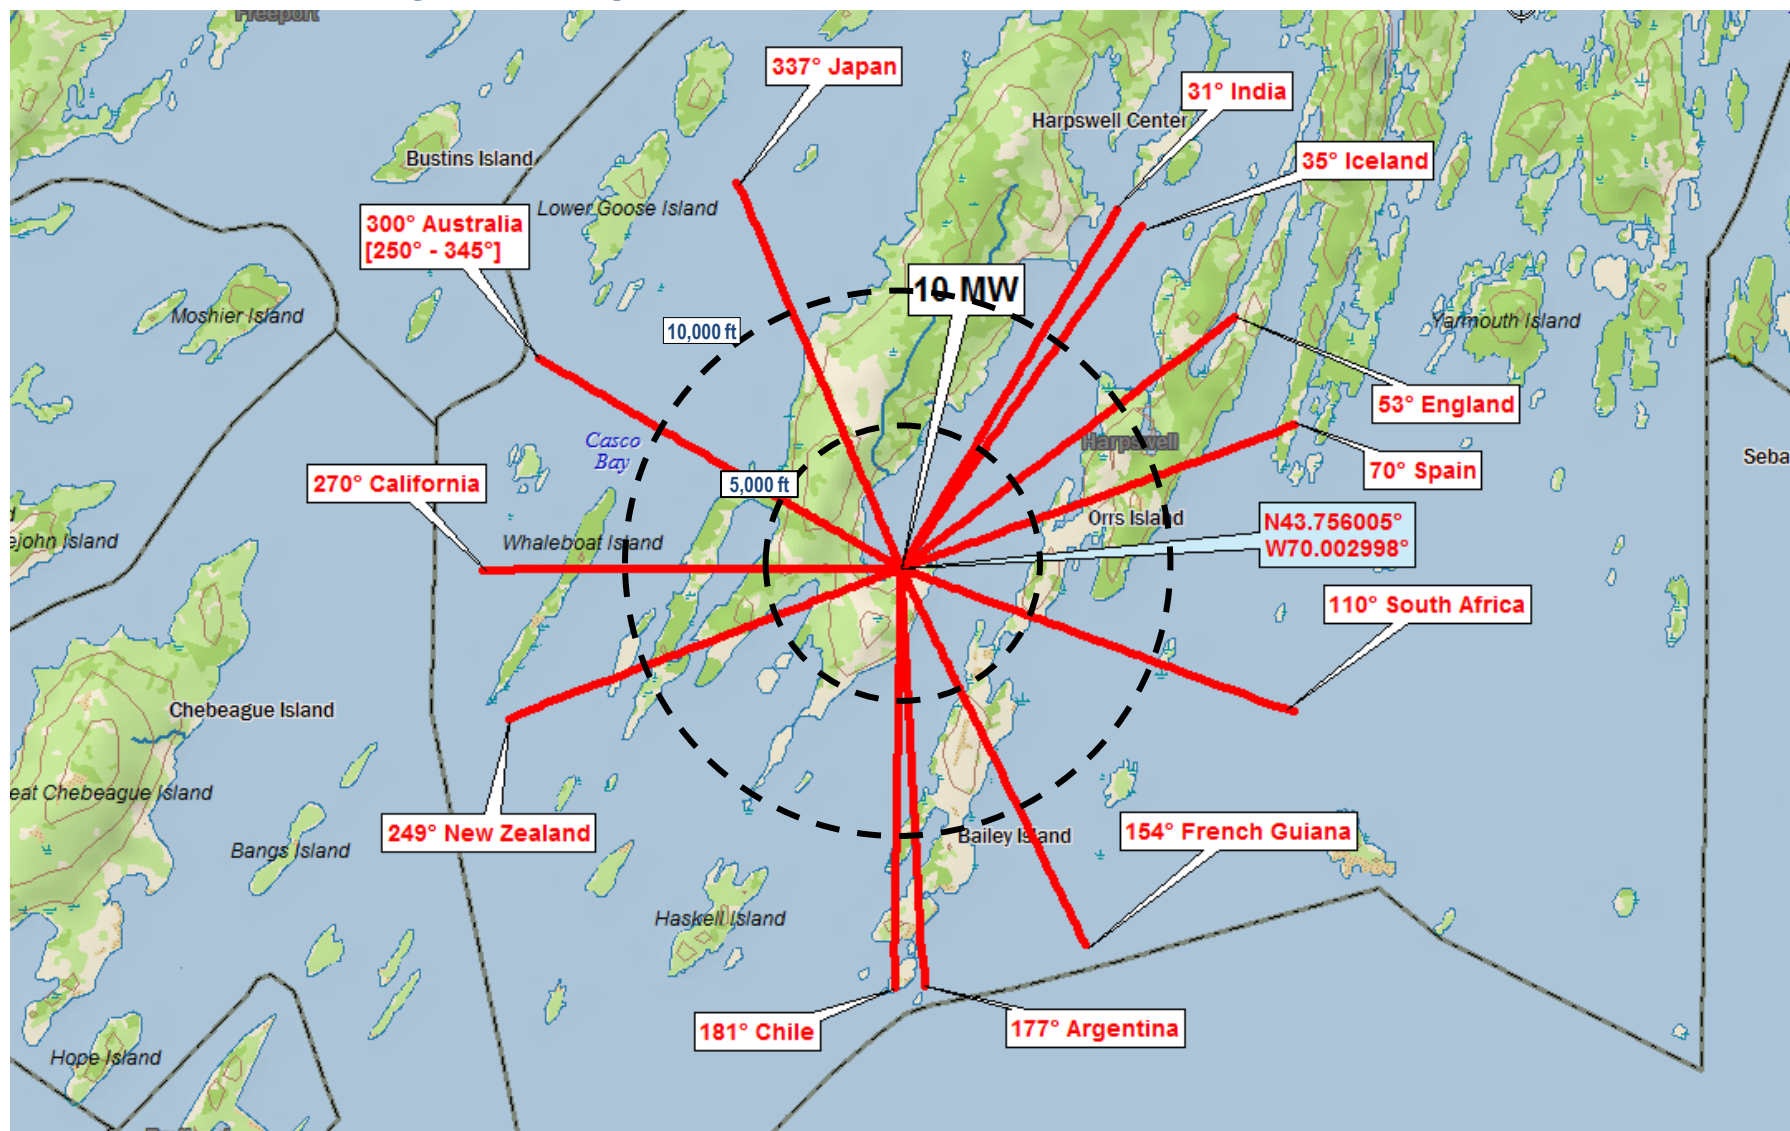 Freeport
337° Japan
31° India
Harpswell Center
Bustins Island
35° Iceland
Lower Goose Island
300° Australia
[250° - 345°]
10 MW
Moshier Island
10,000 ft
Yarmouth Island
53° England
Casco
Bay
Harpswell
Seba
270° California
5,000 ft
70° Spain
Orrs Island
N43.756005°
W70.002998°
ejohn Island
Whaleboat Island
110° South Africa
Chebeague Island
eat Chebeague Island
249° New Zealand
154° French Guiana
Bangs Island
Bailey Island
Haskell Island
181° Chile
177° Argentina
Hope Island